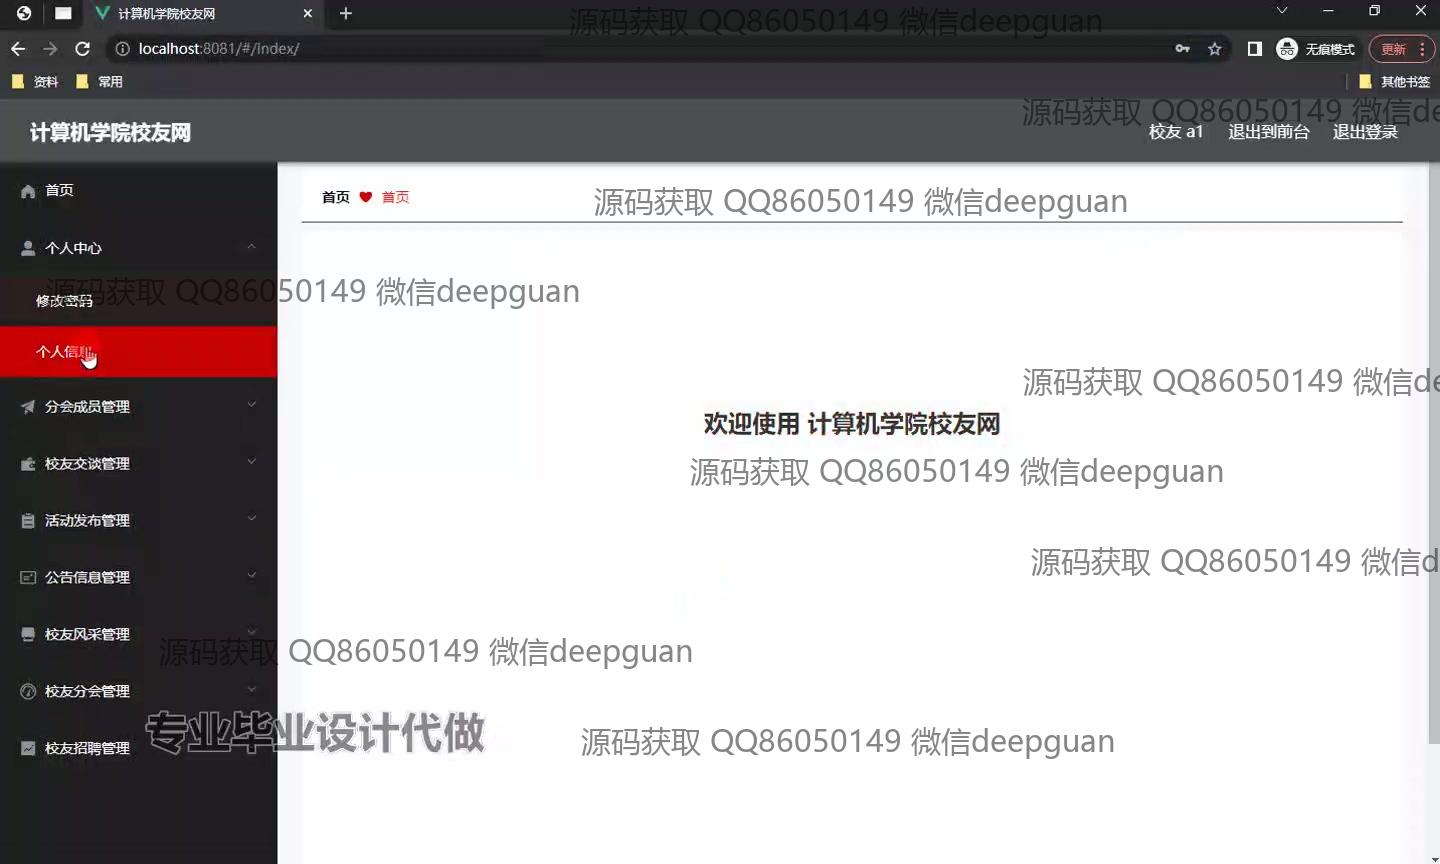 计算机学院校友网
源码获取 QQ86050149 微信deepguan
localhost:8081/#/index/
无痕模式
更新
资料
常用
其他书签
源码获取 QQ86050149 微信de
计算机学院校友网
校友 a1
退出到前台
退出登录
首页
首页
首页
源码获取 QQ86050149 微信deepguan
个人中心
源码获取 QQ86050149 微信deepguan
修改密码
个人信息
源码获取 QQ86050149 微信de
分会成员管理
欢迎使用 计算机学院校友网
校友交谈管理
源码获取 QQ86050149 微信deepguan
活动发布管理
源码获取 QQ86050149 微信d
公告信息管理
校友风采管理
源码获取 QQ86050149 微信deepguan
校友分会管理
专业毕业设计代做
校友招聘管理
源码获取 QQ86050149 微信deepguan